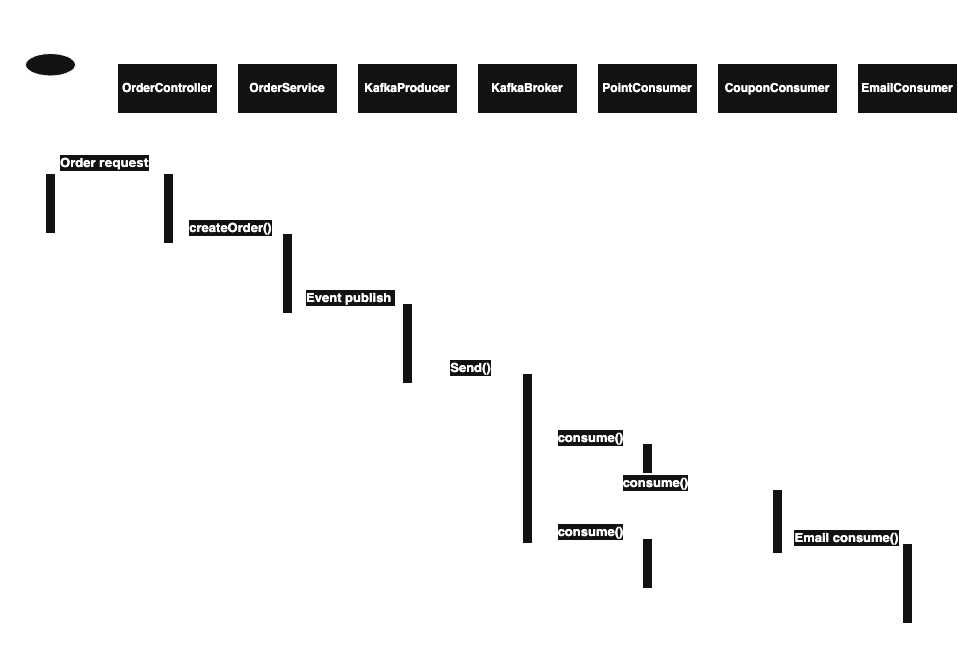 OrderController
OrderService
KafkaProducer
KafkaBroker
PointConsumer
CouponConsumer
EmailConsumer
Order request
createOrder()
Event publish
Send()
consume()
consume()
consume()
Email consume()